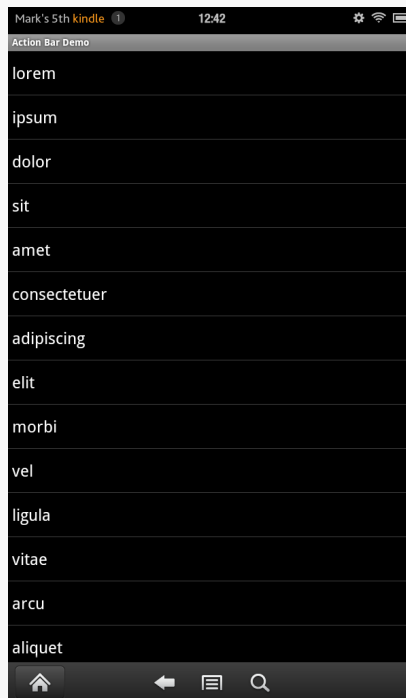 Mark's 5th kindle 1 12:42
Action Bar Demo
lorem
ipsum
dolor
sit
amet
consectetuer
adipiscing
elit
morbi
vel
ligula
vitae
arcu
aliquet